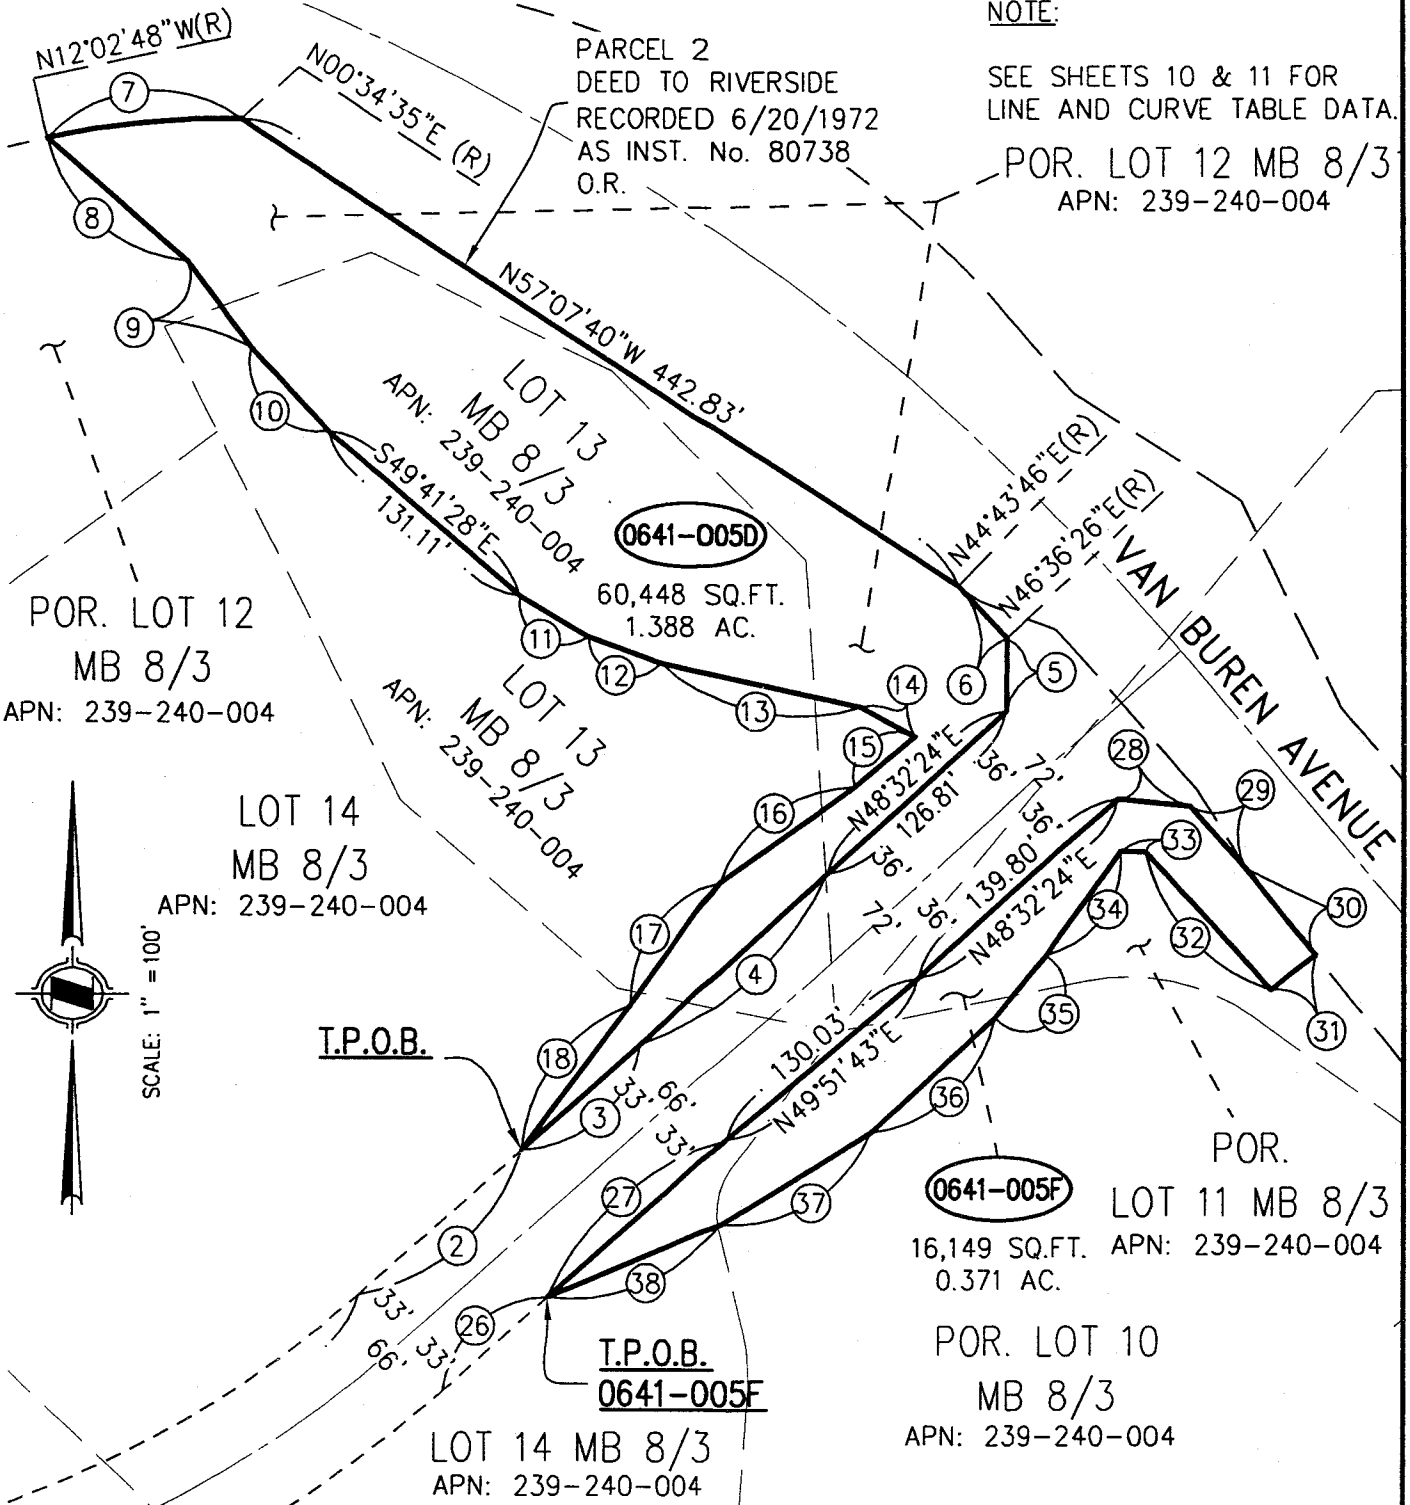 NOTE:
SEE SHEETS 10 & 11 FOR
LINE AND CURVE TABLE DATA.
N12°02'48"W(R)
7
N00°34'35"E (R)
PARCEL 2
DEED TO RIVERSIDE
RECORDED 6/20/1972
AS INST. No. 80738
O.R.
POR. LOT 12 MB 8/3
APN: 239-240-004
8
9
10
N57°07'40"W 442.83'
LOT 13
MB 8/3
APN: 239-240-004
S49°41'28"E
131.11'
0641-005D
60,448 SQ.FT.
1.388 AC.
N44°43'46"E(R)
N46°36'26"E(R)
VAN BUREN AVENUE
POR. LOT 12
MB 8/3
APN: 239-240-004
11
12
13
14
15
6
5
LOT 13
MB 8/3
APN: 239-240-004
N48°32'24"E
126.81'
36'
72'
36'
28
29
LOT 14
MB 8/3
APN: 239-240-004
16
36'
72'
36'
139.80'
N48°32'24"E
33
34
30
32
17
4
35
31
SCALE: 1" =100'
T.P.O.B.
18
3
33'
66'
33'
130.03'
N49°51'43"E
36
27
37
2
0641-005F
16,149 SQ.FT.
0.371 AC.
POR.
LOT 11 MB 8/3
APN: 239-240-004
38
26
33'
66'
33'
T.P.O.B.
0641-005F
POR. LOT 10
MB 8/3
APN: 239-240-004
LOT 14 MB 8/3
APN: 239-240-004